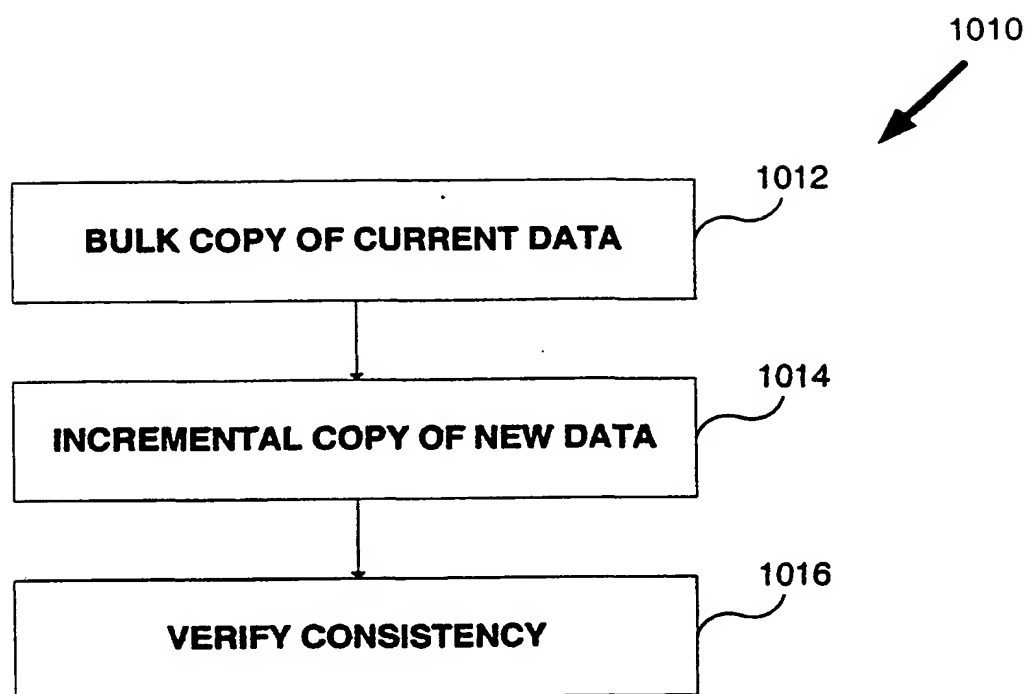 1010
1012
BULK COPY OF CURRENT DATA
1014
INCREMENTAL COPY OF NEW DATA
1016
VERIFY CONSISTENCY